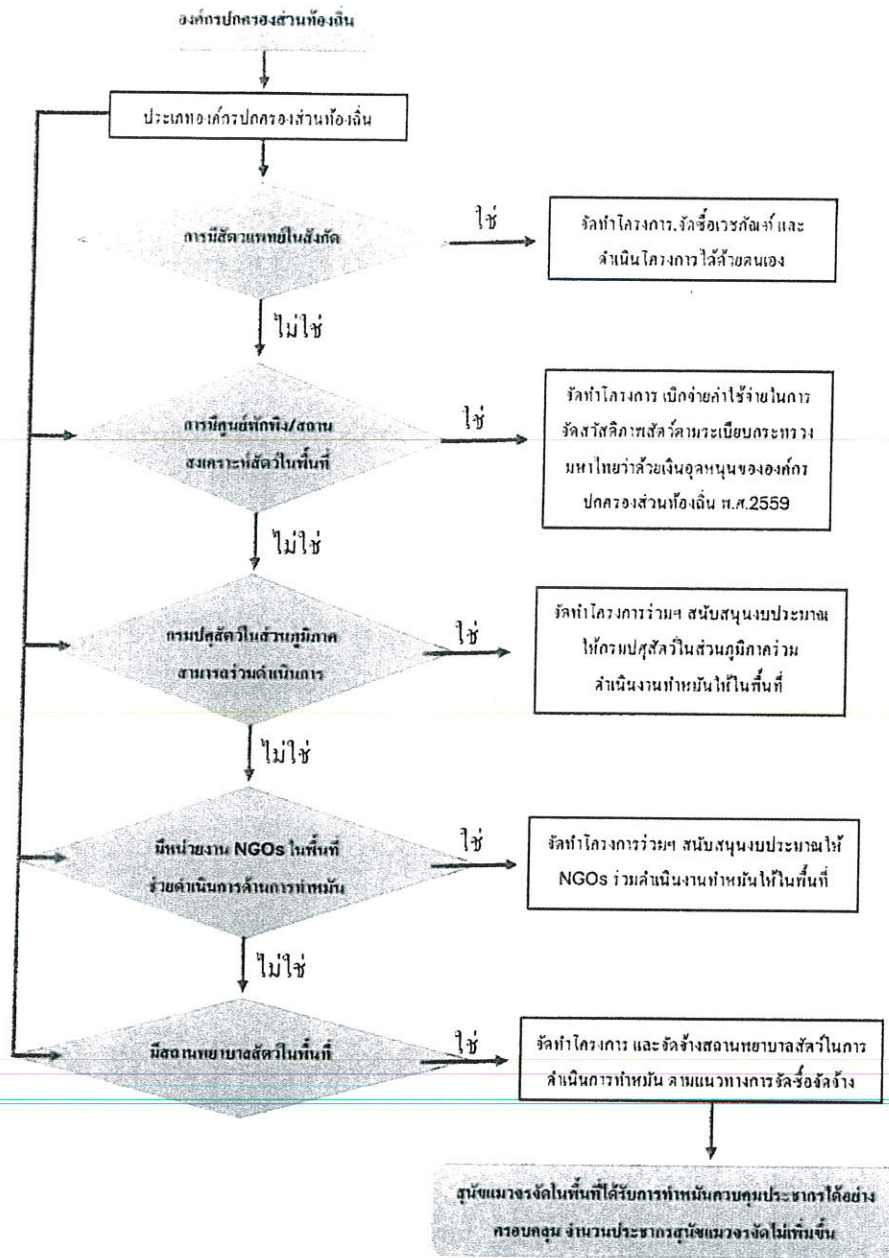 องค์กรปกครองส่วนท้องถิ่น
ประเภทองค์กรปกครองส่วนท้องถิ่น
การมีสัตวแพทย์ในสังกัด
ใช่
จัดทำโครงการ,จัดซื้อเวชภัณฑ์ และ
ดำเนินโครงการได้ด้วยตนเอง
ไม่ใช่
การมีศูนย์พักพิง/สถาน
สงเคราะห์สัตว์ในพื้นที่
ใช่
จัดทำโครงการ เบิกจ่ายค่าใช้จ่ายในการ
จัดสวัสดิภาพสัตว์ตามระเบียบกระทรวง
มหาไทยว่าด้วยเงินอุดหนุนขององค์กร
ปกครองส่วนท้องถิ่น พ.ศ.2559
ไม่ใช่
กรมปศุสัตว์ในส่วนภูมิภาค
สามารถร่วมดำเนินการ
ใช่
จัดทำโครงการร่วมฯ สนับสนุนงบประมาณ
ให้กรมปศุสัตว์ในส่วนภูมิภาคร่วม
ดำเนินงานทำหมันให้ในพื้นที่
ไม่ใช่
มีหน่วยงาน NGOs ในพื้นที่
ร่วยดำเนินการด้านการทำหมัน
ใช่
จัดทำโครงการร่วมฯ สนับสนุนงบประมาณให้
NGOs ร่วมดำเนินงานทำหมันให้ในพื้นที่
ไม่ใช่
มีสถานพยาบาลสัตว์ในพื้นที่
ใช่
จัดทำโครงการ และจัดจ้างสถานพยาบาลสัตว์ในการ
ดำเนินการทำหมัน ตามแนวทางการจัดซื้อจัดจ้าง
สุนัขแมวจรจัดในพื้นที่ได้รับการทำหมันควบคุมประชากรได้อย่าง
ครอบคลุม จำนวนประชากรสุนัขแมวจรจัดไม่เพิ่มขึ้น